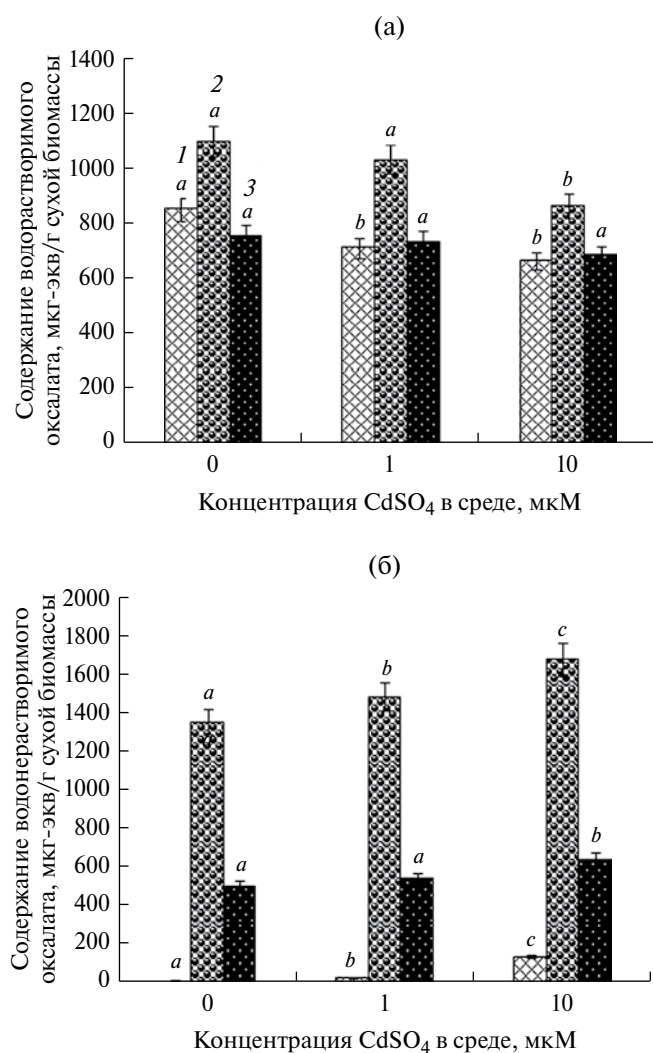 (а)
Содержание водорастворимого
оксалата, мкг-экв/г сухой биомассы
1400
1200
1000
800
600
400
200
0
1
a
2
a
3
a
b
a
a
b
b
a
0
1
10
Концентрация CdSO4 в среде, мкМ
(б)
Содержание водонерастворимого
оксалата, мкг-экв/г сухой биомассы
2000
1800
1600
1400
1200
1000
800
600
400
200
0
a
a
a
b
b
a
c
c
b
0
1
10
Концентрация CdSO4 в среде, мкМ